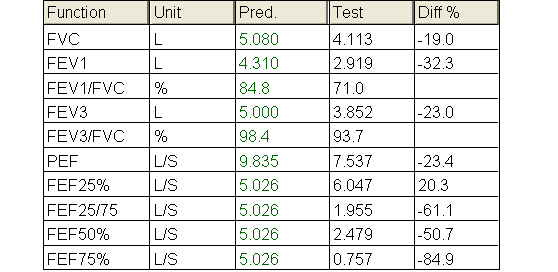 Function Unit Pred. Test Diff %
FVC L 5.080 4.113 -19.0
FEV1 L 4.310 2.919 -32.3
FEV1/FVC % 84.8 71.0
FEV3 L 5.000 3.852 -23.0
FEV3/FVC % 98.4 93.7
PEF L/S 9.835 7.537 -23.4
FEF25% L/S 5.026 6.047 20.3
FEF25/75 L/S 5.026 1.955 -61.1
FEF50% L/S 5.026 2.479 -50.7
FEF75% L/S 5.026 0.757 -84.9